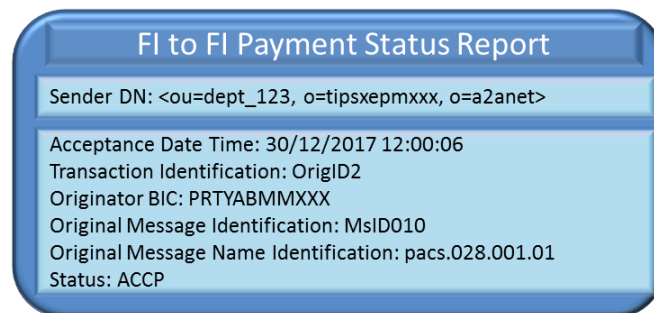 FI to FI Payment Status Report
Sender DN: <ou=dept_123, o=tipsxepmxxx, o=a2anet>
Acceptance Date Time: 30/12/2017 12:00:06
Transaction Identification: OrigID2
Originator BIC: PRTYABMMXXX
Original Message Identification: MsID010
Original Message Name Identification: pacs.028.001.01
Status: ACCP